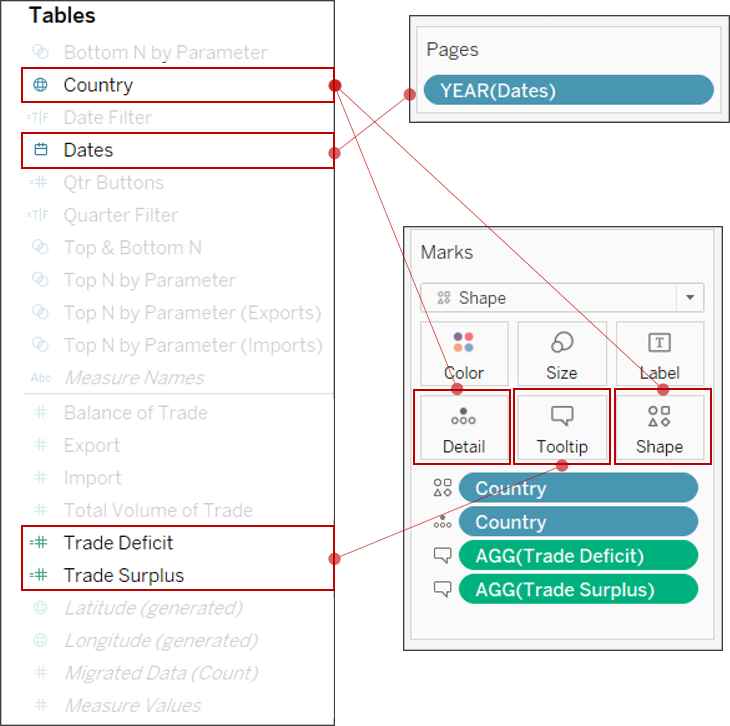 Tables
Bottom N by Parameter
Country
=T|F Date Filter
Dates
Qtr Buttons
=T|F Quarter Filter
Top & Bottom N
Top N by Parameter
Top N by Parameter (Exports)
Top N by Parameter (Imports)
Abc Measure Names
# Balance of Trade
# Export
# Import
# Total Volume of Trade
=# Trade Deficit
=# Trade Surplus
Latitude (generated)
Longitude (generated)
# Migrated Data (Count)
# Measure Values
Pages
YEAR(Dates)
Marks
Shape
Color Size Label
Detail Tooltip Shape
Country
Country
AGG(Trade Deficit)
AGG(Trade Surplus)